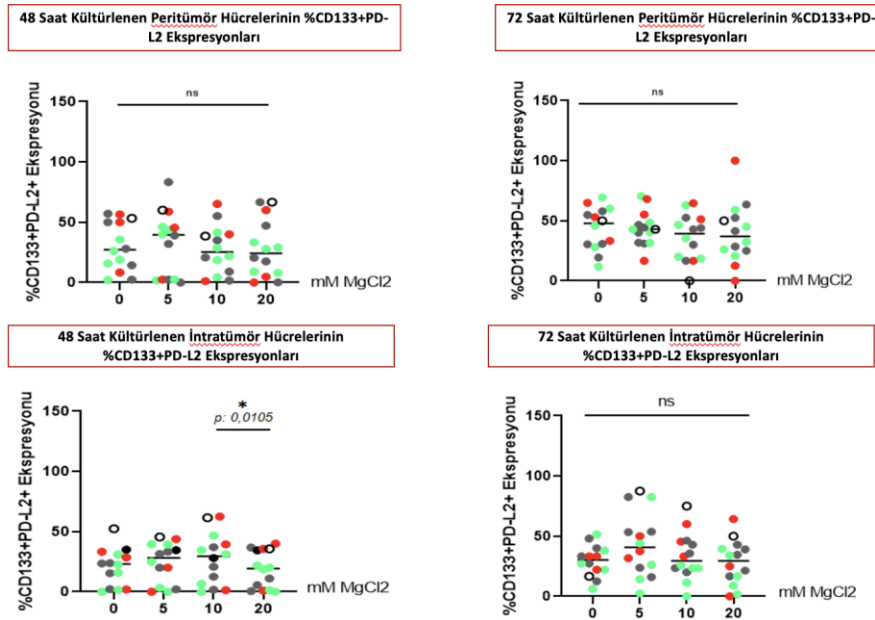 48 Saat Kültürlenen Peritümör Hücrelerinin %CD133+PD-
L2 Ekspresyonları
%CD133+PD-L2+ Ekspresyonu
150
100
50
0
ns
0 5 10 20
mM MgCl2
72 Saat Kültürlenen Peritümör Hücrelerinin %CD133+PD-
L2 Ekspresyonları
%CD133+PD-L2+ Ekspresyonu
150
100
50
0
ns
0 5 10 20
mM MgCl2
48 Saat Kültürlenen İntratümör Hücrelerinin
%CD133+PD-L2 Ekspresyonları
%CD133+PD-L2+ Ekspresyonu
150
100
50
0
*
p: 0,0105
0 5 10 20
mM MgCl2
72 Saat Kültürlenen İntratümör Hücrelerinin
%CD133+PD-L2 Ekspresyonları
%CD133+PD-L2+ Ekspresyonu
150
100
50
0
ns
0 5 10 20
mM MgCl2